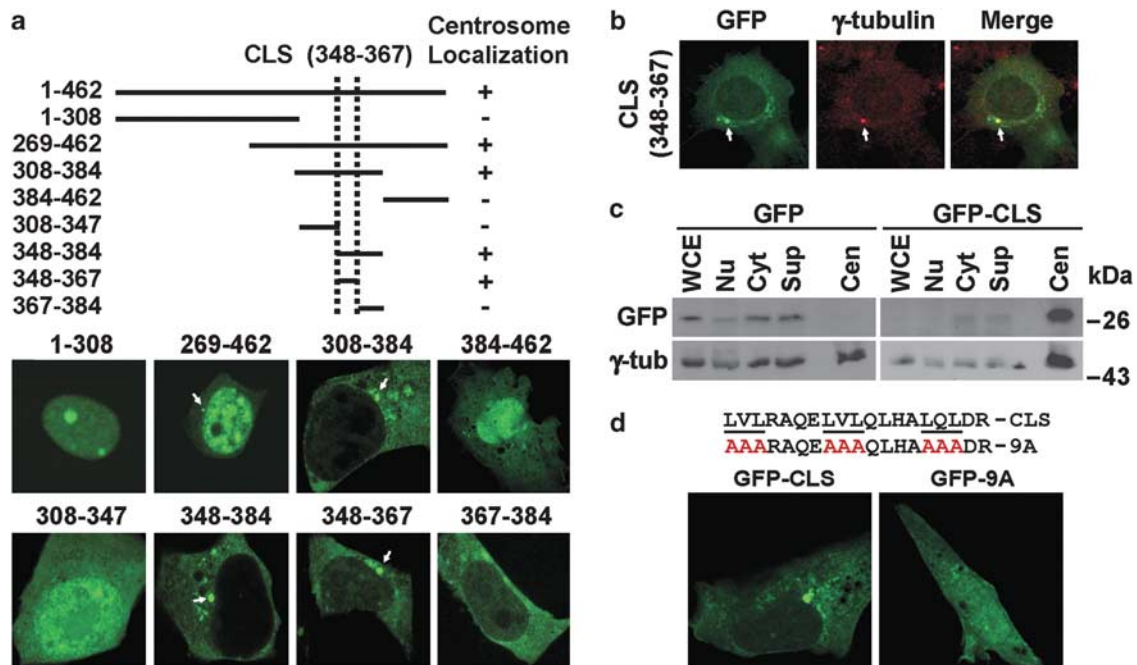 a
Centrosome
Localization
CLS (348-367)
1-462 +
1-308 -
269-462 +
308-384 +
384-462 -
308-347 -
348-384 +
348-367 +
367-384 -
1-308 269-462 308-384 384-462
308-347 348-384 348-367 367-384
b
GFP γ-tubulin Merge
CLS
(348-367)
c
GFP GFP-CLS
WCE Nu Cyt Sup Cen WCE Nu Cyt Sup Cen kDa
GFP –26
γ-tub –43
d
LVLRAQELVLQLHALQLDR-CLS
AAARAQEAAAQLHAAAADR-9A
GFP-CLS GFP-9A